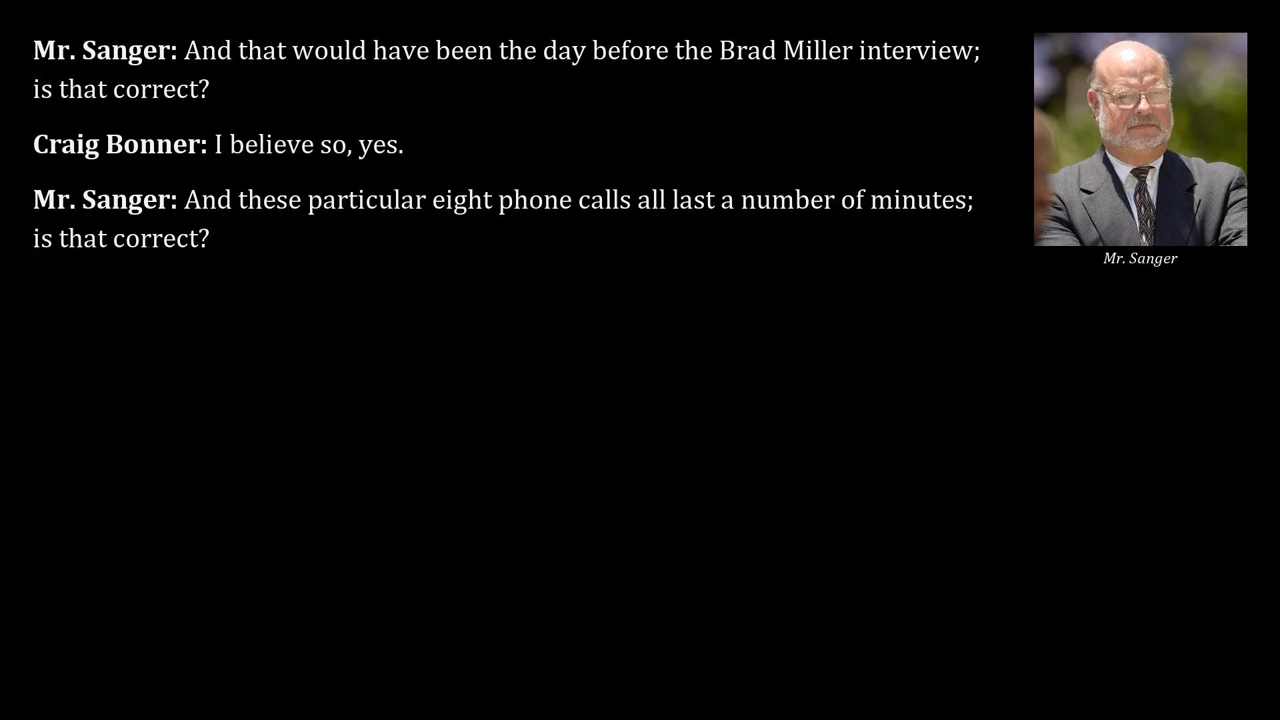 Mr. Sanger: And that would have been the day before the Brad Miller interview;
is that correct?
Craig Bonner: I believe so, yes.
Mr. Sanger: And these particular eight phone calls all last a number of minutes;
is that correct?
Mr. Sanger